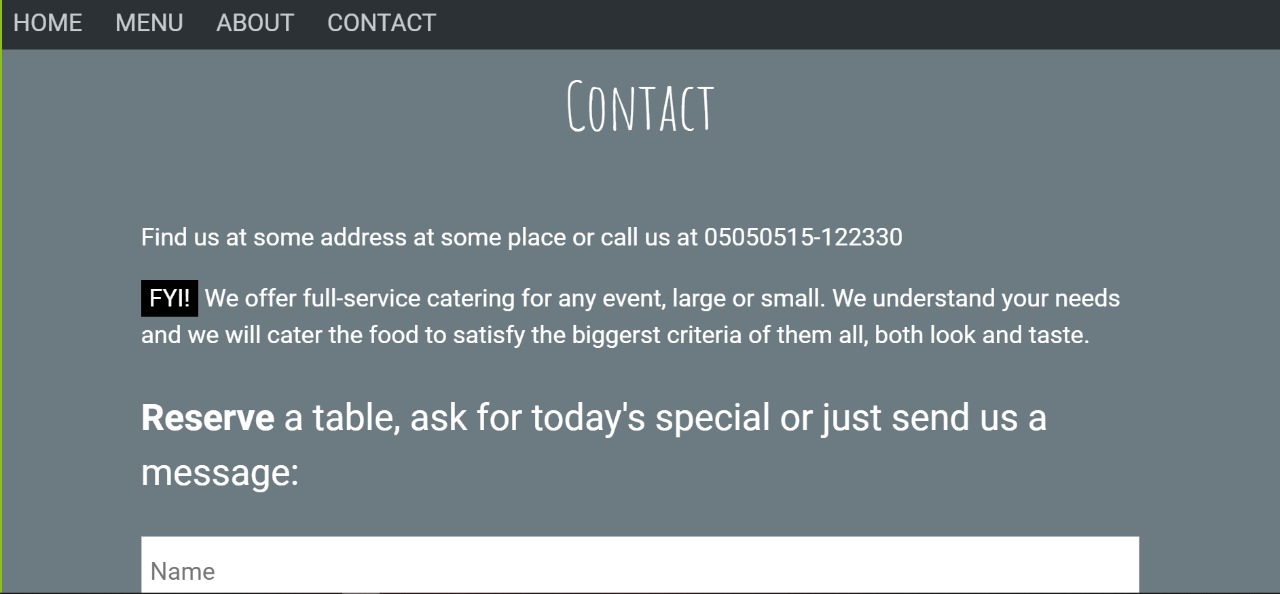 HOME MENU ABOUT CONTACT
CONTACT
Find us at some address at some place or call us at 05050515-122330
FYI! We offer full-service catering for any event, large or small. We understand your needs
and we will cater the food to satisfy the biggerst criteria of them all, both look and taste.
Reserve a table, ask for today's special or just send us a
message:
Name